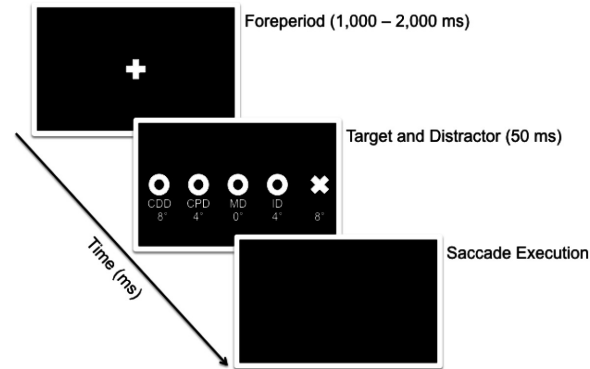 Foreperiod (1,000 – 2,000 ms)
Target and Distractor (50 ms)
CDD CPD MD ID
8° 4° 0° 4° 8°
Saccade Execution
Time (ms)